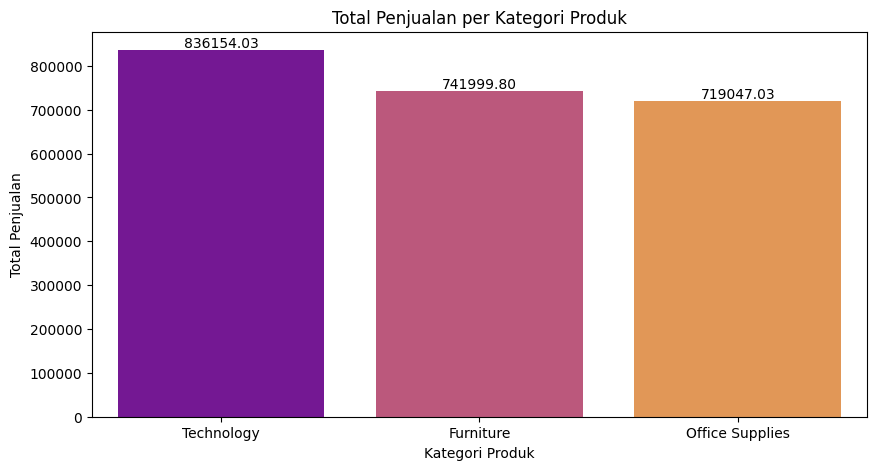 Total Penjualan per Kategori Produk
836154.03
741999.80
719047.03
800000
700000
600000
500000
400000
300000
200000
100000
0
Total Penjualan
Technology
Furniture
Office Supplies
Kategori Produk